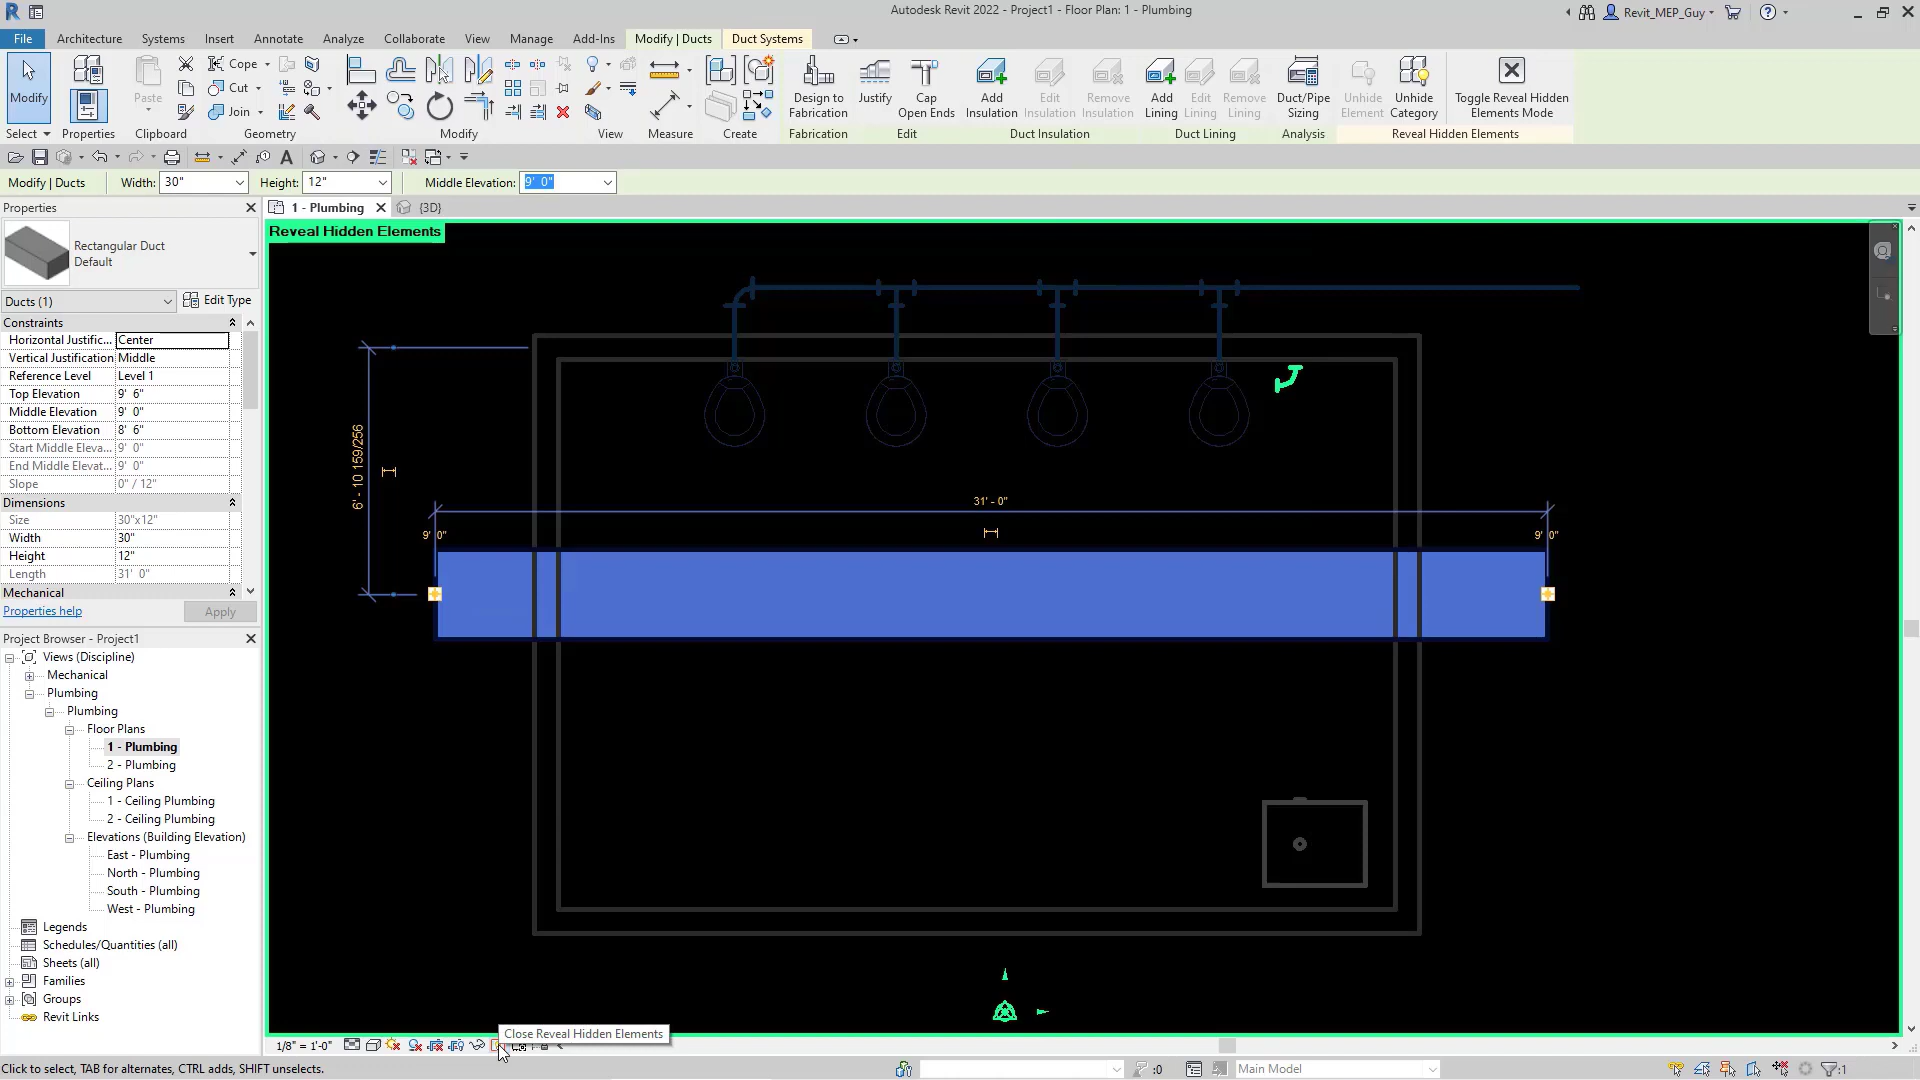 Autodesk Revit 2022 - Project1 - Floor Plan: 1 - Plumbing
Revit_MEP_Guy
File
Architecture
Systems
Insert
Annotate
Analyze
Collaborate
View
Manage
Add-Ins
Modify | Ducts
Duct Systems
Modify
Paste
Cope
Cut
Join
Design to
Fabrication
Justify
Cap
Open Ends
Add
Insulation
Edit
Insulation
Remove
Insulation
Add
Lining
Edit
Lining
Remove
Lining
Duct/Pipe
Sizing
Unhide
Element
Unhide
Category
Toggle Reveal Hidden
Elements Mode
Select
Properties
Clipboard
Geometry
Modify
View
Measure
Create
Fabrication
Edit
Duct Insulation
Duct Lining
Analysis
Reveal Hidden Elements
Modify | Ducts
Width: 30"
Height: 12"
Middle Elevation: 9' 0"
Properties
1 - Plumbing
{3D}
Reveal Hidden Elements
Rectangular Duct
Default
Ducts (1)
Edit Type
Constraints
Horizontal Justific... Center
Vertical Justification Middle
Reference Level Level 1
Top Elevation 9' 6"
Middle Elevation 9' 0"
Bottom Elevation 8' 6"
Start Middle Eleva... 9' 0"
End Middle Elevat... 9' 0"
Slope 0" / 12"
Dimensions
Size 30"x12"
Width 30"
Height 12"
Length 31' 0"
Mechanical
Properties help
Apply
Project Browser - Project1
Views (Discipline)
Mechanical
Plumbing
Plumbing
Floor Plans
1 - Plumbing
2 - Plumbing
Ceiling Plans
1 - Ceiling Plumbing
2 - Ceiling Plumbing
Elevations (Building Elevation)
East - Plumbing
North - Plumbing
South - Plumbing
West - Plumbing
Legends
Schedules/Quantities (all)
Sheets (all)
Families
Groups
Revit Links
6' - 10 159/256
31' - 0"
9' 0"
9' 0"
Close Reveal Hidden Elements
1/8" = 1'-0"
Click to select, TAB for alternates, CTRL adds, SHIFT unselects.
:0
Main Model
:1